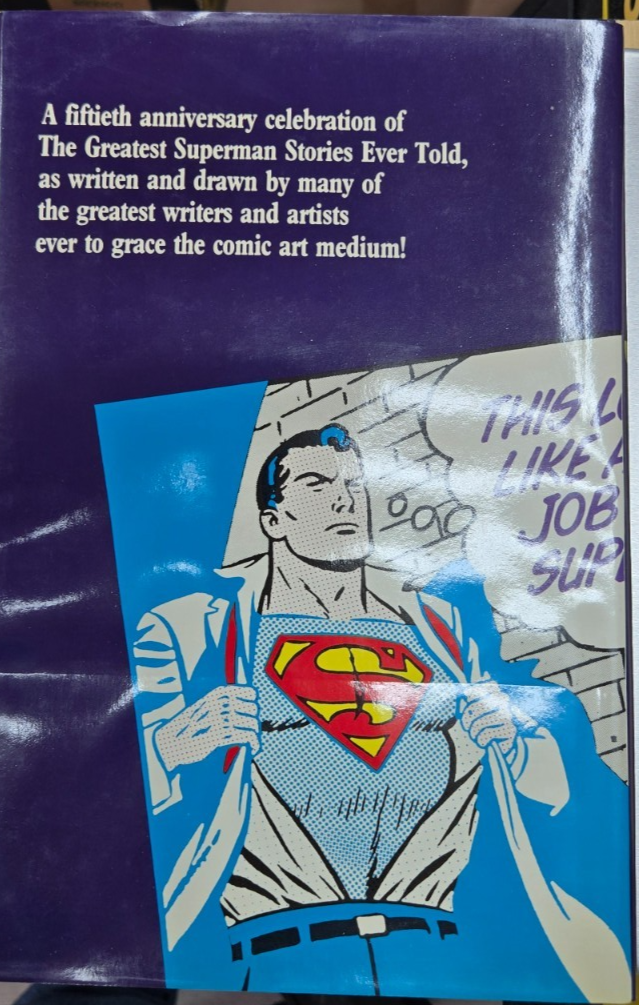 A fiftieth anniversary celebration of
The Greatest Superman Stories Ever Told,
as written and drawn by many of
the greatest writers and artists
ever to grace the comic art medium!
THIS
LIKE A
JOB
S